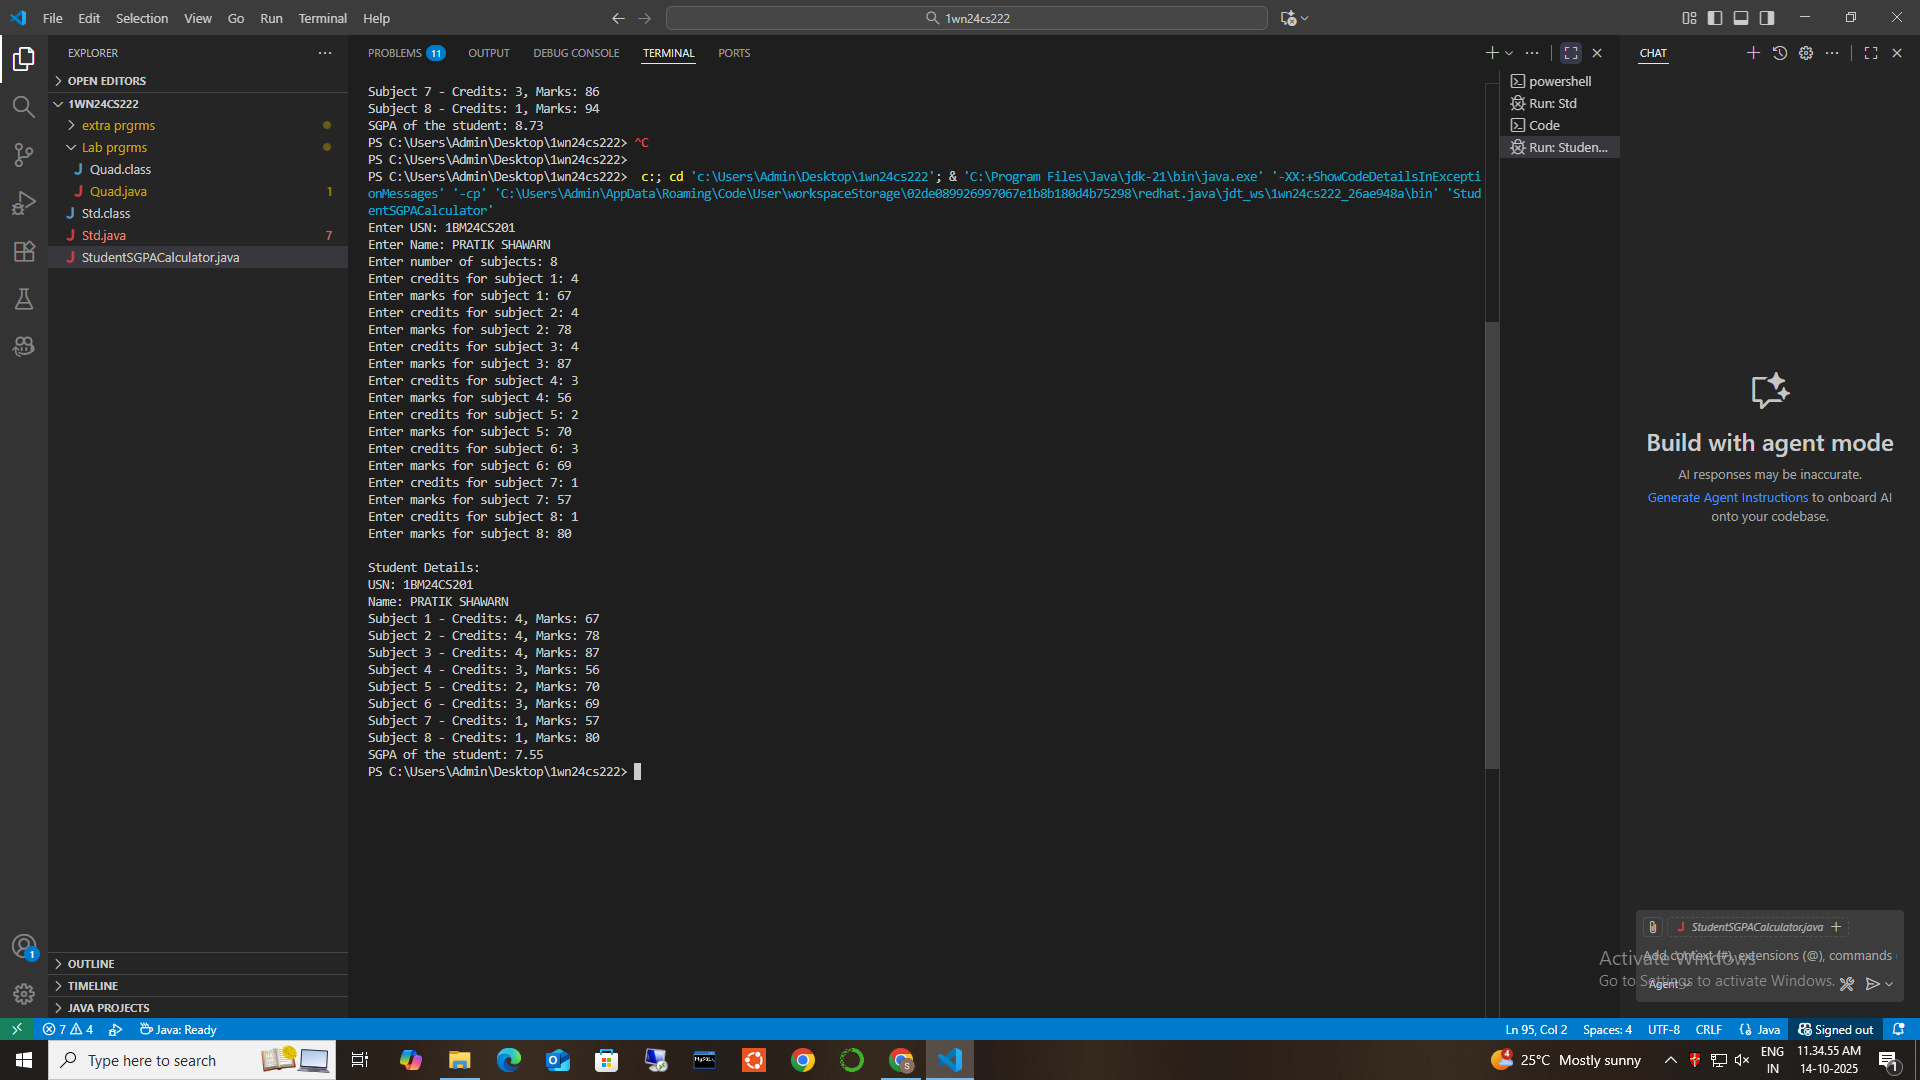 File Edit Selection View Go Run Terminal Help
1wn24cs222
EXPLORER
OPEN EDITORS
1WN24CS222
extra prgrms
Lab prgrms
Quad.class
Quad.java 1
Std.class
Std.java 7
StudentSGPACalculator.java
OUTLINE
TIMELINE
JAVA PROJECTS
PROBLEMS 11 OUTPUT DEBUG CONSOLE TERMINAL PORTS
Subject 7 - Credits: 3, Marks: 86
Subject 8 - Credits: 1, Marks: 94
SGPA of the student: 8.73
PS C:\Users\Admin\Desktop\1wn24cs222> ^C
PS C:\Users\Admin\Desktop\1wn24cs222>
PS C:\Users\Admin\Desktop\1wn24cs222>  c:; cd 'c:\Users\Admin\Desktop\1wn24cs222'; & 'C:\Program Files\Java\jdk-21\bin\java.exe' '-XX:+ShowCodeDetailsInExcepti
onMessages' '-cp' 'C:\Users\Admin\AppData\Roaming\Code\User\workspaceStorage\02de089926997067e1b8b180d4b75298\redhat.java\jdt_ws\1wn24cs222_26ae948a\bin' 'Stud
entSGPACalculator'
Enter USN: 1BM24CS201
Enter Name: PRATIK SHAWARN
Enter number of subjects: 8
Enter credits for subject 1: 4
Enter marks for subject 1: 67
Enter credits for subject 2: 4
Enter marks for subject 2: 78
Enter credits for subject 3: 4
Enter marks for subject 3: 87
Enter credits for subject 4: 3
Enter marks for subject 4: 56
Enter credits for subject 5: 2
Enter marks for subject 5: 70
Enter credits for subject 6: 3
Enter marks for subject 6: 69
Enter credits for subject 7: 1
Enter marks for subject 7: 57
Enter credits for subject 8: 1
Enter marks for subject 8: 80
Student Details:
USN: 1BM24CS201
Name: PRATIK SHAWARN
Subject 1 - Credits: 4, Marks: 67
Subject 2 - Credits: 4, Marks: 78
Subject 3 - Credits: 4, Marks: 87
Subject 4 - Credits: 3, Marks: 56
Subject 5 - Credits: 2, Marks: 70
Subject 6 - Credits: 3, Marks: 69
Subject 7 - Credits: 1, Marks: 57
Subject 8 - Credits: 1, Marks: 80
SGPA of the student: 7.55
PS C:\Users\Admin\Desktop\1wn24cs222>
powershell
Run: Std
Code
Run: Studen...
CHAT
Build with agent mode
AI responses may be inaccurate.
Generate Agent Instructions to onboard AI
onto your codebase.
StudentSGPACalculator.java
Add context (#), extensions (@), commands
Agent
Activate Windows
Go to Settings to activate Windows.
1
7 4 Java: Ready
Ln 95, Col 2 Spaces: 4 UTF-8 CRLF {} Java Signed out
Type here to search
MySQL
S
4
25°C Mostly sunny
ENG
IN
11.34.55 AM
14-10-2025
1